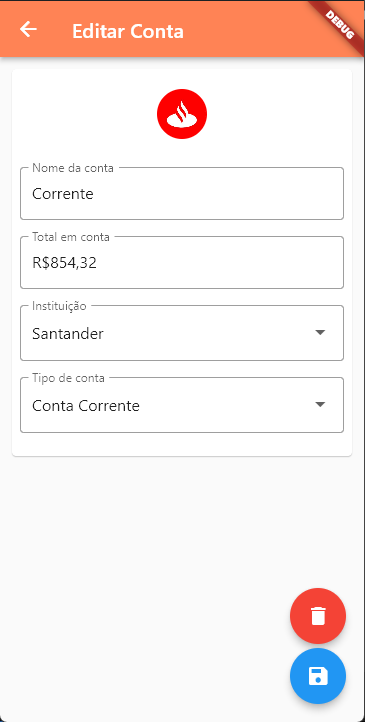 Editar Conta
DEBUG
Nome da conta
Corrente
Total em conta
R$854,32
Instituição
Santander
Tipo de conta
Conta Corrente